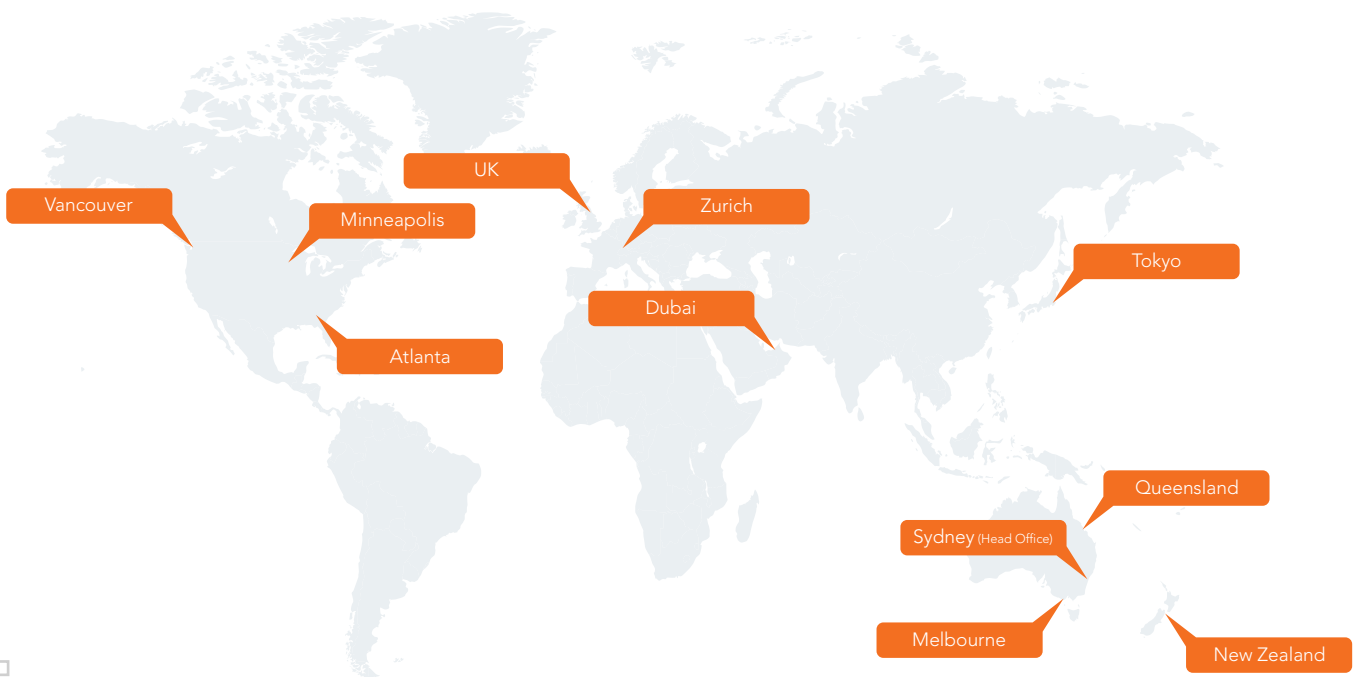 UK
Vancouver
Zurich
Minneapolis
Tokyo
Dubai
Atlanta
Queensland
Sydney (Head Office)
Melbourne
New Zealand